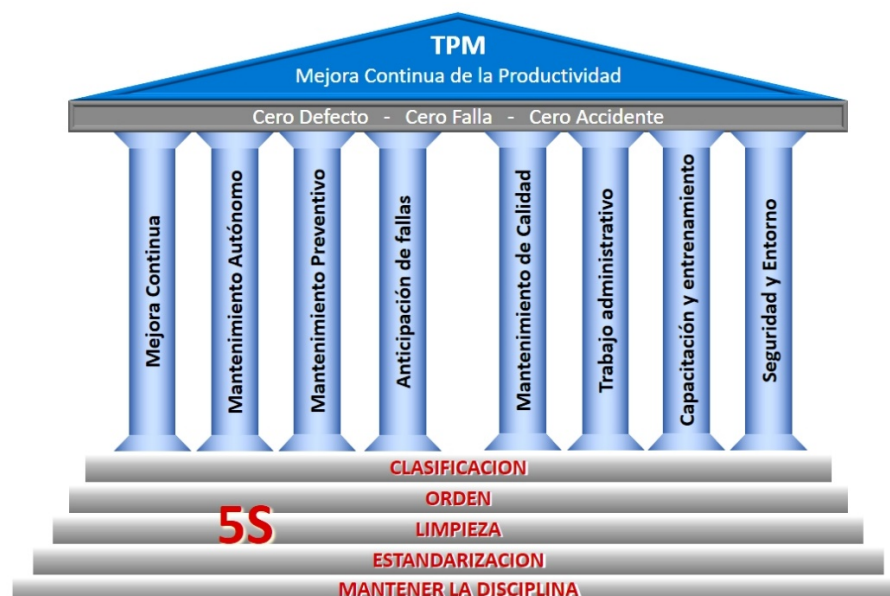 TPM
Mejora Continua de la Productividad
Cero Defecto - Cero Falla - Cero Accidente
Mejora Continua
Mantenimiento Autónomo
Mantenimiento Preventivo
Anticipación de fallas
Mantenimiento de Calidad
Trabajo administrativo
Capacitación y entrenamiento
Seguridad y Entorno
5S
CLASIFICACION
ORDEN
LIMPIEZA
ESTANDARIZACION
MANTENER LA DISCIPLINA